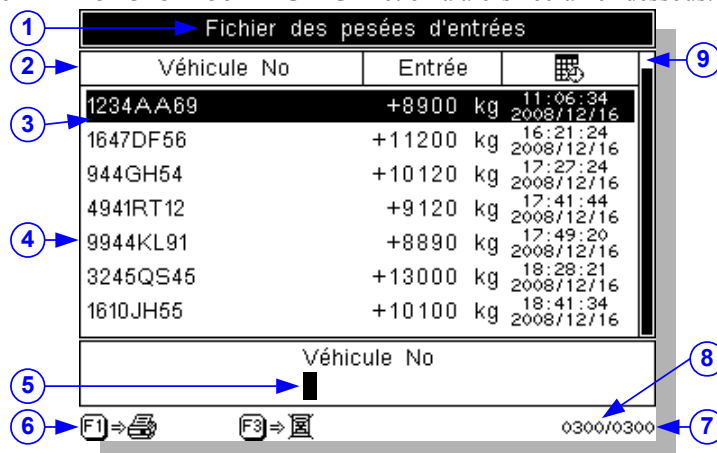 1 Fichier des pesées d'entrées
2 Véhicule No Entrée 9
3 1234AA69 +8900 kg 11:06:34 2008/12/16
1647DF56 +11200 kg 16:21:24 2008/12/16
944GH54 +10120 kg 17:27:24 2008/12/16
4941RT12 +9120 kg 17:41:44 2008/12/16
4 9944KL91 +8890 kg 17:49:20 2008/12/16
3245QS45 +13000 kg 18:28:21 2008/12/16
1610JH55 +10100 kg 18:41:34 2008/12/16
Véhicule No
8
5
6 F1 ⇒ F3 ⇒ 0300/0300 7